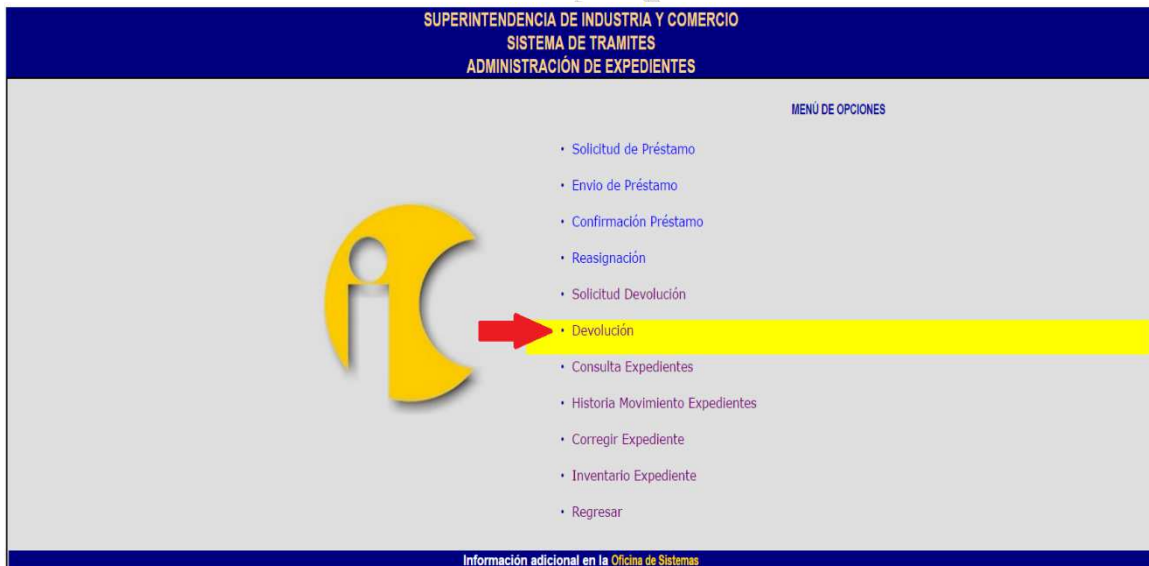 SUPERINTENDENCIA DE INDUSTRIA Y COMERCIO
SISTEMA DE TRAMITES
ADMINISTRACIÓN DE EXPEDIENTES
MENÚ DE OPCIONES
• Solicitud de Préstamo
• Envio de Préstamo
• Confirmación Préstamo
• Reasignación
• Solicitud Devolución
• Devolución
• Consulta Expedientes
• Historia Movimiento Expedientes
• Corregir Expediente
• Inventario Expediente
• Regresar
Información adicional en la Oficina de Sistemas